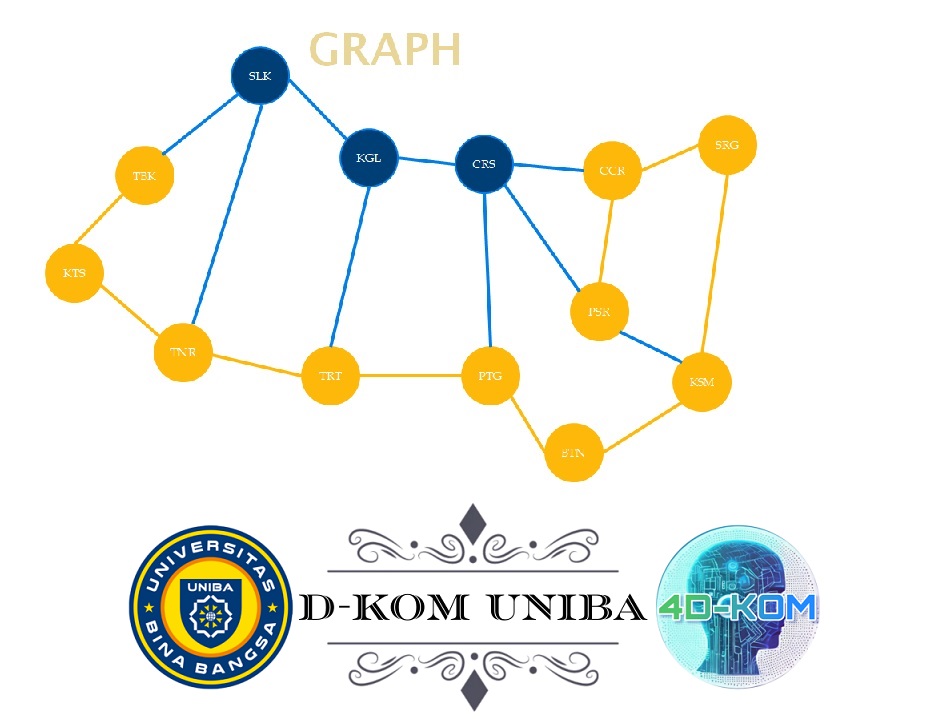 GRAPH
SLK
SRG
KGL
CRS
CCR
TBK
KTS
PSR
TNR
TRT
PTG
KSM
BTN
UNIVERSITAS
UNIBA
BINA BANGSA
D-KOM UNIBA
4D-KOM